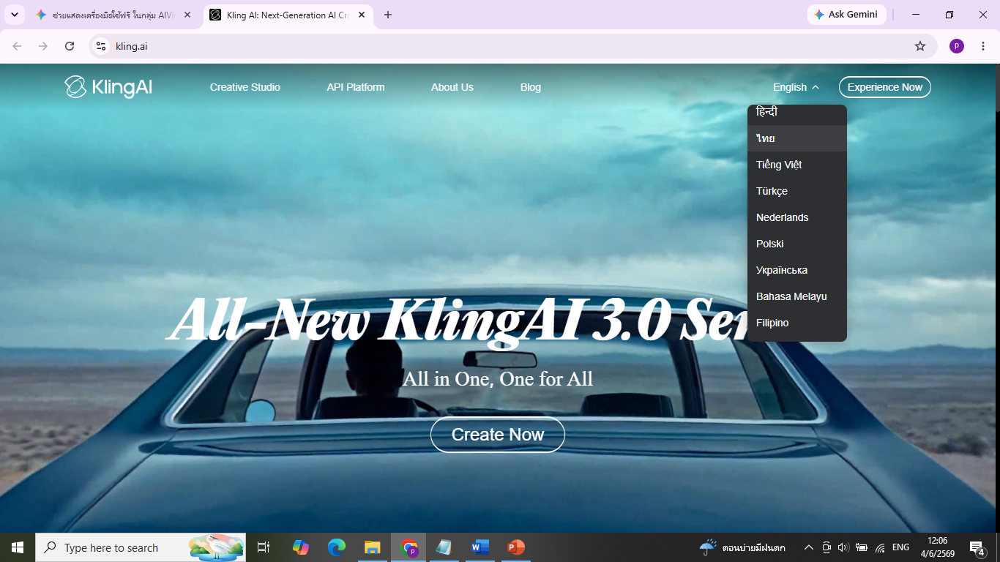 ช่วยแสดงเครื่องมือใช้ฟรี ในกลุ่ม AIVi
Kling AI: Next-Generation AI Cre
Ask Gemini
kling.ai
p
KlingAI
Creative Studio
API Platform
About Us
Blog
English
Experience Now
हिन्दी
ไทย
Tiếng Việt
Türkçe
Nederlands
Polski
Українська
Bahasa Melayu
Filipino
All-New KlingAI 3.0 Ser
All in One, One for All
Create Now
Type here to search
ตอนบ่ายมีฝนตก
ENG
12:06
4/6/2569
4